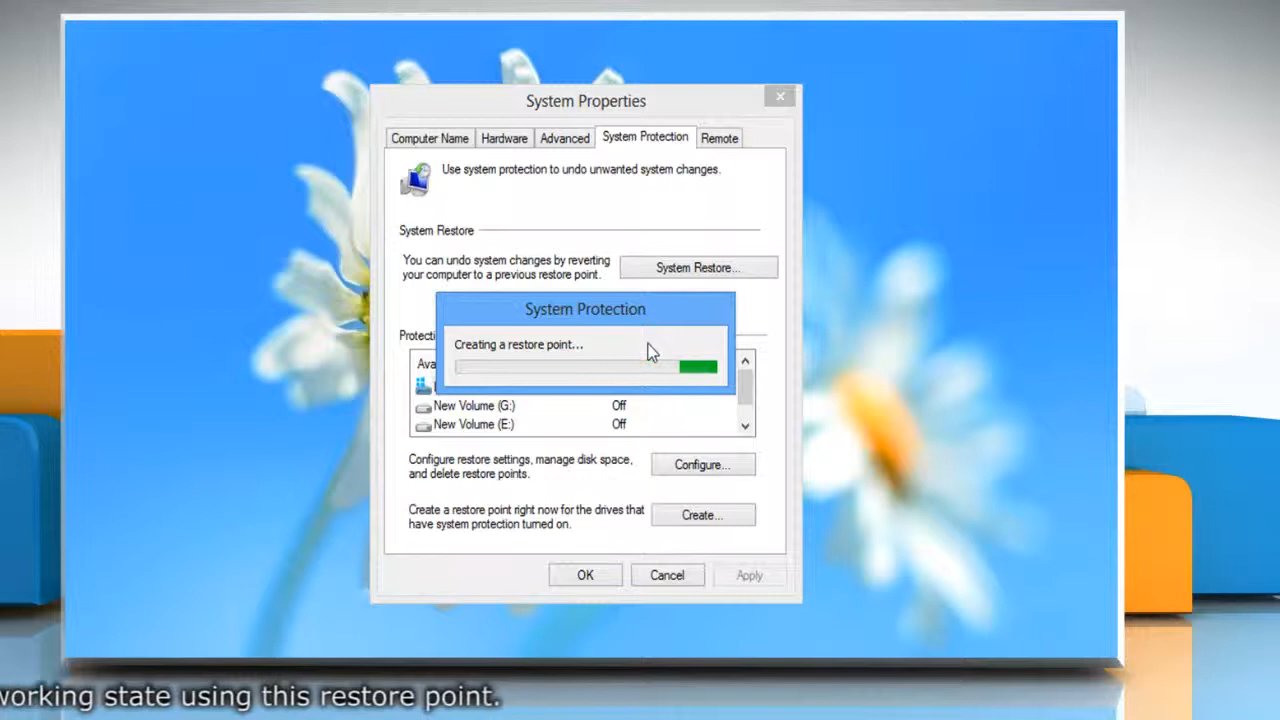 System Properties
Computer Name
Hardware
Advanced
System Protection
Remote
Use system protection to undo unwanted system changes.
System Restore
You can undo system changes by reverting
your computer to a previous restore point.
System Restore...
System Protection
Creating a restore point...
New Volume (G:)
Off
New Volume (E:)
Off
Configure restore settings, manage disk space,
and delete restore points.
Configure...
Create a restore point right now for the drives that
have system protection turned on.
Create...
OK
Cancel
Apply
working state using this restore point.